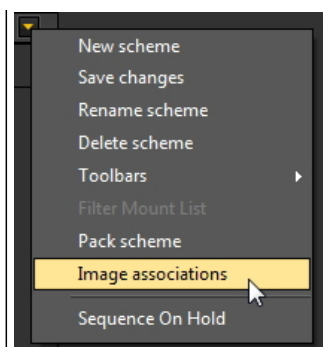 New scheme
Save changes
Rename scheme
Delete scheme
Toolbars
Filter Mount List
Pack scheme
Image associations
Sequence On Hold